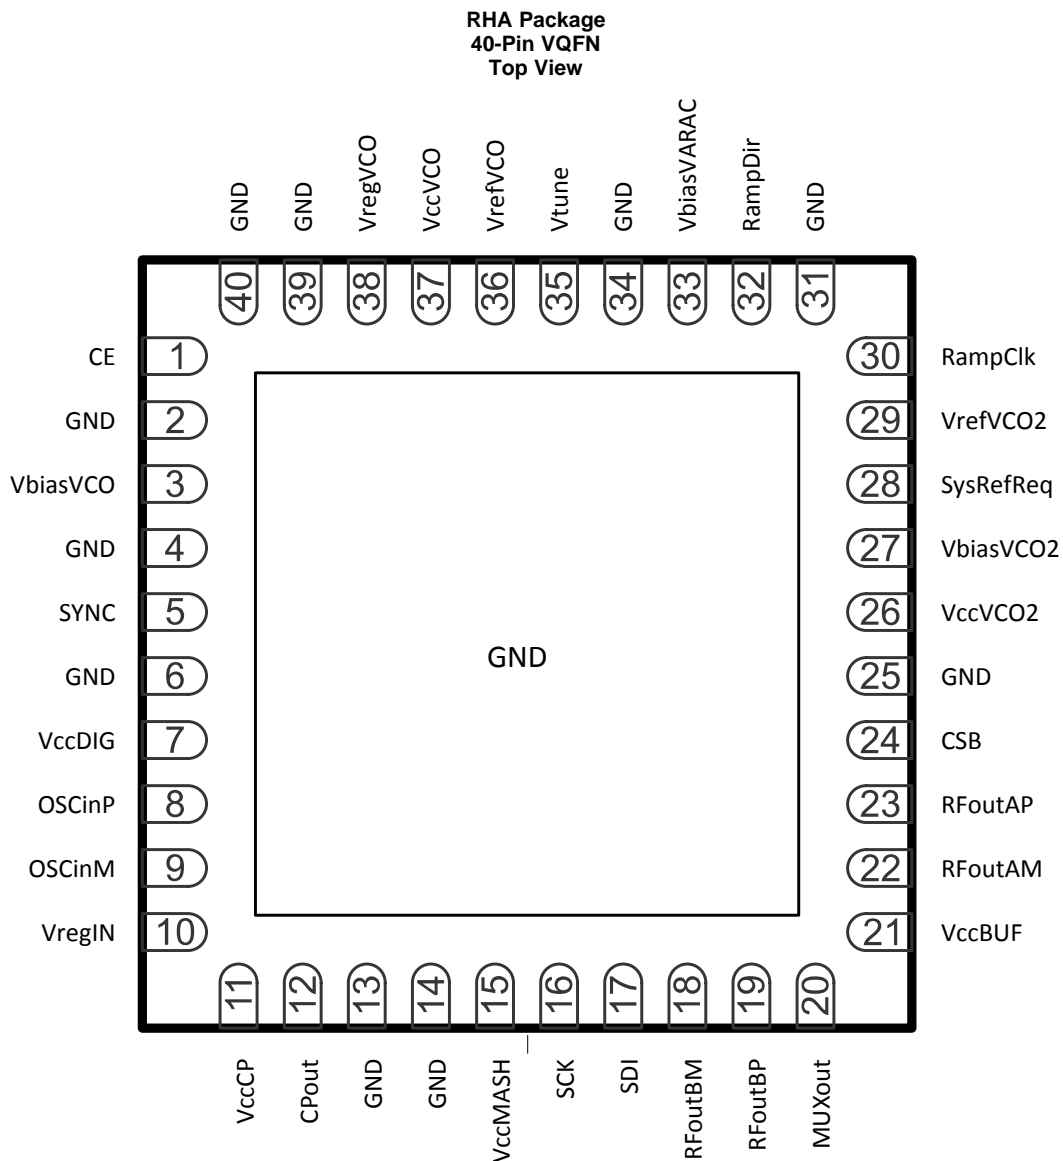 RHA Package
40-Pin VQFN
Top View
GND
GND
VregVCO
VccVCO
VrefVCO
Vtune
GND
VbiasVARAC
RampDir
GND
40
39
38
37
36
35
34
33
32
31
CE 1
GND 2
VbiasVCO 3
GND 4
SYNC 5
GND 6
VccDIG 7
OSCinP 8
OSCinM 9
VregIN 10
GND
30 RampClk
29 VrefVCO2
28 SysRefReq
27 VbiasVCO2
26 VccVCO2
25 GND
24 CSB
23 RFoutAP
22 RFoutAM
21 VccBUF
11
12
13
14
15
16
17
18
19
20
VccCP
CPout
GND
GND
VccMASH
SCK
SDI
RFoutBM
RFoutBP
MUXout